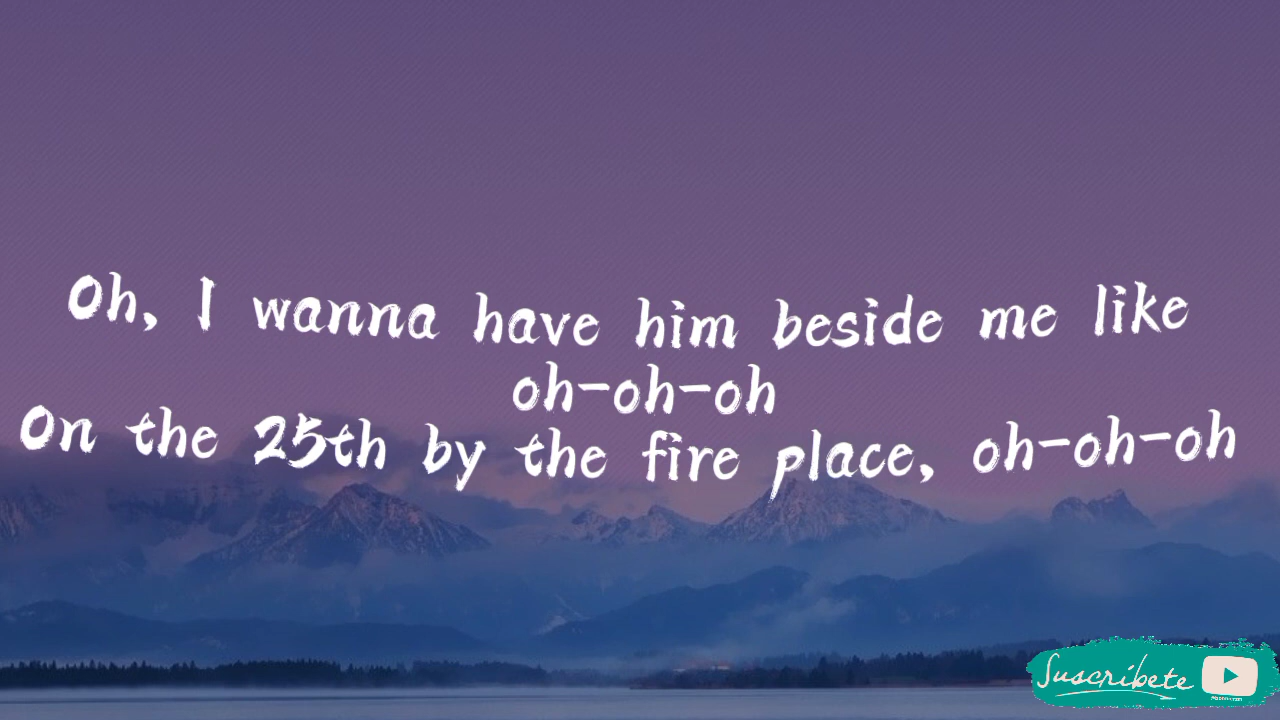 Oh, I wanna have him beside me like
oh-oh-oh
On the 25th by the fire place, oh-oh-oh
Suscribete